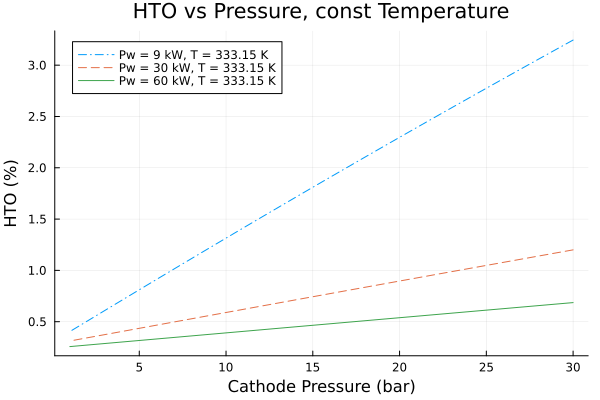 HTO vs Pressure, const Temperature
Pw = 9 kW, T = 333.15 K
Pw = 30 kW, T = 333.15 K
Pw = 60 kW, T = 333.15 K
HTO (%)
3.0
2.5
2.0
1.5
1.0
0.5
5 10 15 20 25 30
Cathode Pressure (bar)